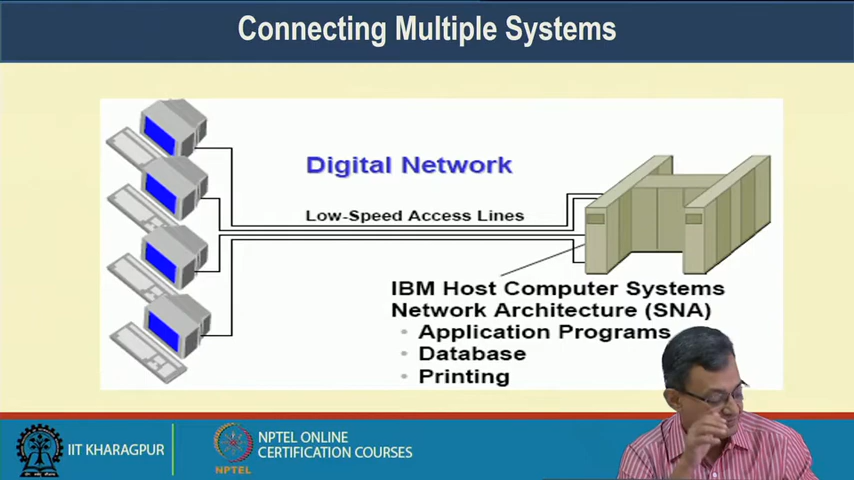 Connecting Multiple Systems
Digital Network
Low-Speed Access Lines
IBM Host Computer Systems
Network Architecture (SNA)
• Application Programs
• Database
• Printing
IIT KHARAGPUR
NPTEL
NPTEL ONLINE
CERTIFICATION COURSES